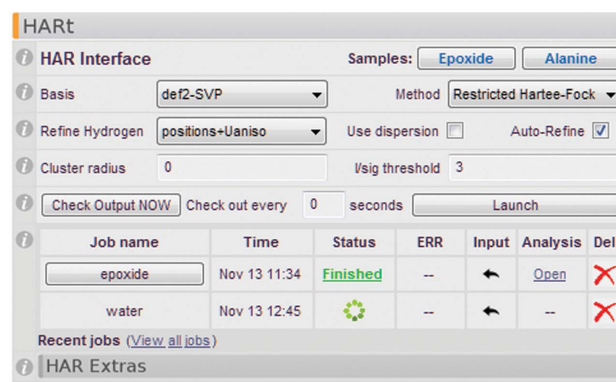 HARt
HAR Interface Samples: Epoxide Alanine
Basis def2-SVP Method Restricted Hartee-Fock
Refine Hydrogen positions+Uaniso Use dispersion Auto-Refine
Cluster radius 0 I/sig threshold 3
Check Output NOW Check out every 0 seconds Launch
Job name Time Status ERR Input Analysis Del
epoxide Nov 13 11:34 Finished -- Open
water Nov 13 12:45 -- --
Recent jobs (View all jobs)
HAR Extras